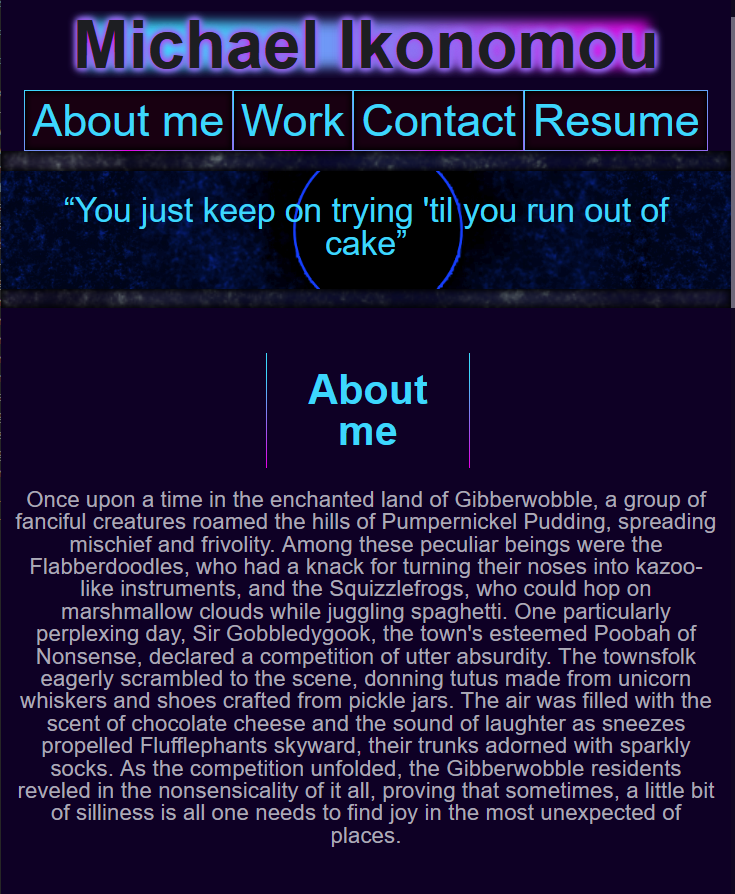 Michael Ikonomou
About me Work Contact Resume
“You just keep on trying 'til you run out of
cake”
About
me
Once upon a time in the enchanted land of Gibberwobble, a group of
fanciful creatures roamed the hills of Pumpernickel Pudding, spreading
mischief and frivolity. Among these peculiar beings were the
Flabberdoodles, who had a knack for turning their noses into kazoo-
like instruments, and the Squizzlefrogs, who could hop on
marshmallow clouds while juggling spaghetti. One particularly
perplexing day, Sir Gobbledygook, the town's esteemed Poobah of
Nonsense, declared a competition of utter absurdity. The townsfolk
eagerly scrambled to the scene, donning tutus made from unicorn
whiskers and shoes crafted from pickle jars. The air was filled with the
scent of chocolate cheese and the sound of laughter as sneezes
propelled Flufflephants skyward, their trunks adorned with sparkly
socks. As the competition unfolded, the Gibberwobble residents
reveled in the nonsensicality of it all, proving that sometimes, a little bit
of silliness is all one needs to find joy in the most unexpected of
places.